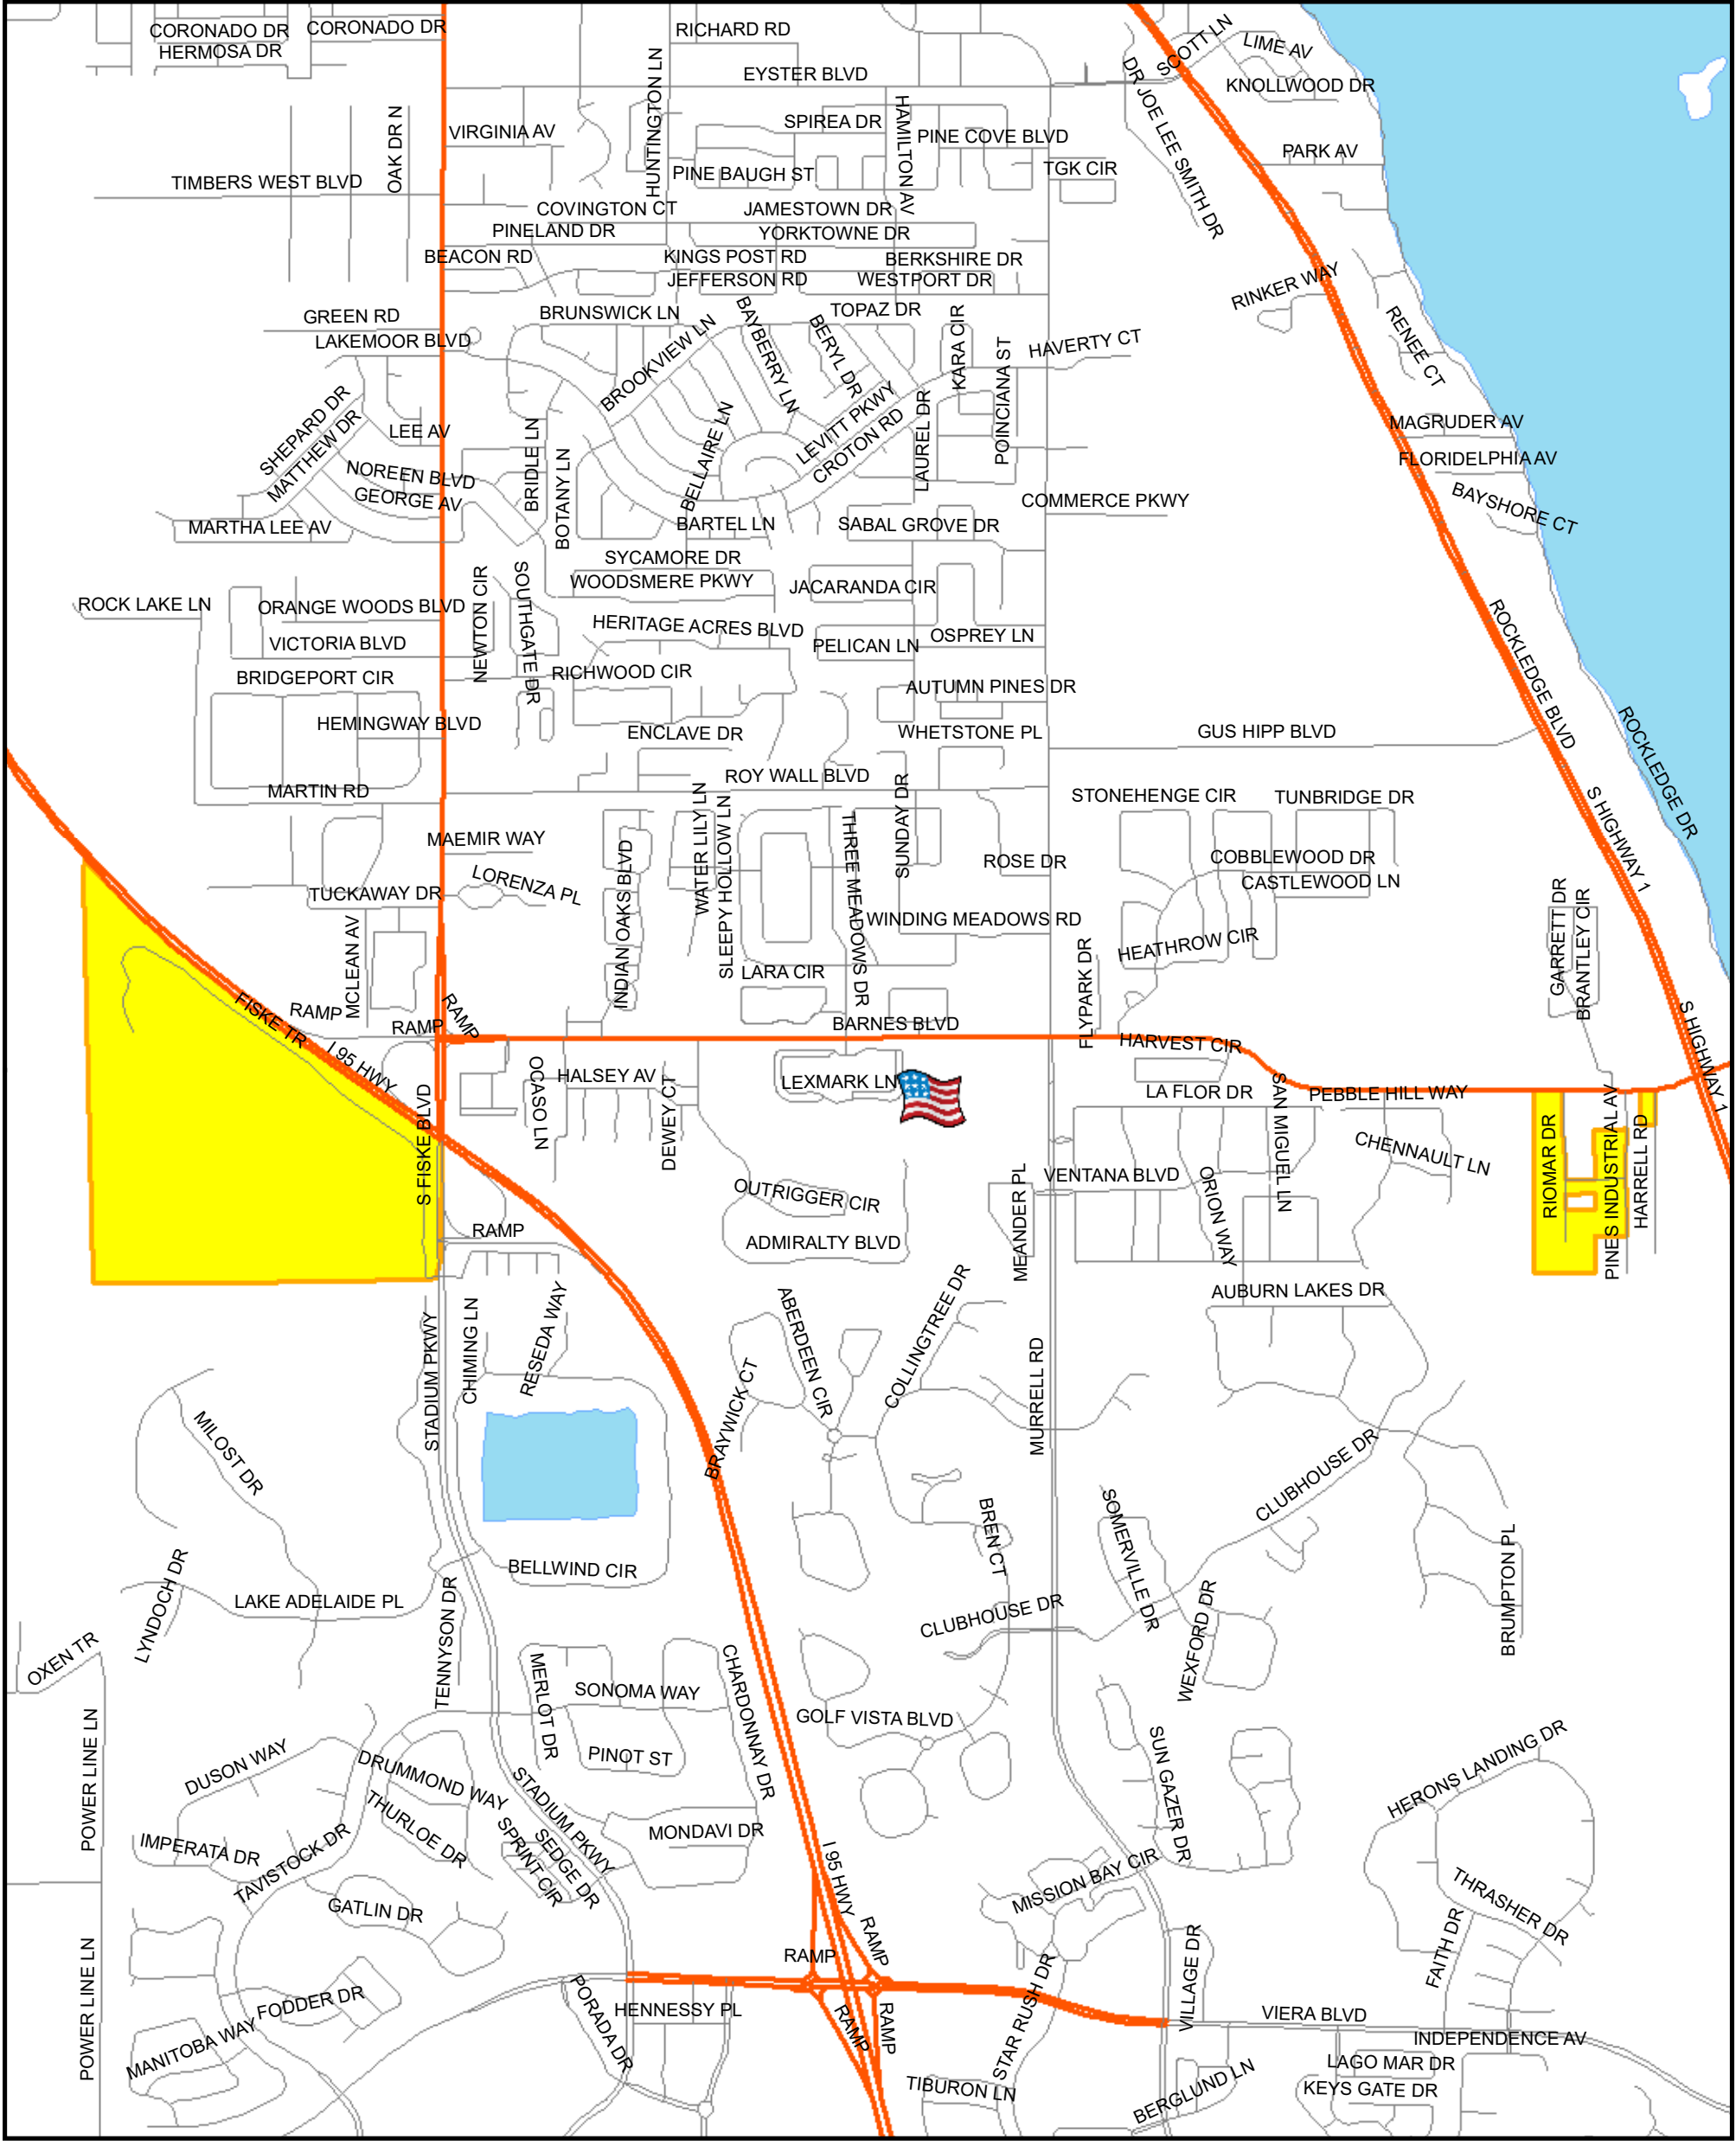 CORONADO DR
CORONADO DR
HERMOSA DR
RICHARD RD
SCOTT LN
LIME AV
KNOLLWOOD DR
EYSTER BLVD
HUNTINGTON LN
DR JOE LEE SMITH DR
OAK DR N
VIRGINIA AV
SPIREA DR
HAMILTON AV
PINE COVE BLVD
PARK AV
TIMBERS WEST BLVD
PINE BAUGH ST
TGK CIR
COVINGTON CT
JAMESTOWN DR
PINELAND DR
YORKTOWNE DR
BEACON RD
KINGS POST RD
BERKSHIRE DR
JEFFERSON RD
WESTPORT DR
RINKER WAY
GREEN RD
BRUNSWICK LN
BAYBERRY LN
TOPAZ DR
BERYL DR
KARA CIR
LAKEMOOR BLVD
BROOKVIEW LN
POINCIANA ST
HAVERTY CT
RENEE CT
SHEPARD DR
MATTHEW DR
LEE AV
LEVITT PKWY
CROTON RD
LAUREL DR
MAGRUDER AV
BRIDLE LN
BOTANY LN
BELLAIRE LN
NOREEN BLVD
GEORGE AV
FLORIDELPHIA AV
BAYSHORE CT
COMMERCE PKWY
MARTHA LEE AV
BARTEL LN
SABAL GROVE DR
SYCAMORE DR
WOODSMERE PKWY
JACARANDA CIR
ROCK LAKE LN
ORANGE WOODS BLVD
NEWTON CIR
SOUTHGATE DR
HERITAGE ACRES BLVD
OSPREY LN
PELICAN LN
VICTORIA BLVD
ROCKLEDGE BLVD
BRIDGEPORT CIR
RICHWOOD CIR
AUTUMN PINES DR
HEMINGWAY BLVD
ENCLAVE DR
WHETSTONE PL
GUS HIPP BLVD
ROCKLEDGE DR
ROY WALL BLVD
MARTIN RD
SUNDAY DR
STONEHENGE CIR
TUNBRIDGE DR
S HIGHWAY 1
MAEMIR WAY
WATER LILY LN
SLEEPY HOLLOW LN
INDIAN OAKS BLVD
THREE MEADOWS DR
ROSE DR
COBBLEWOOD DR
CASTLEWOOD LN
TUCKAWAY DR
LORENZA PL
WINDING MEADOWS RD
MCLEAN AV
HEATHROW CIR
GARRETT DR
BRANTLEY CIR
FLYPARK DR
LARA CIR
FISKE TR
RAMP
RAMP
RAMP
BARNES BLVD
HARVEST CIR
S HIGHWAY 1
I 95 HWY
S FISKE BLVD
OCASO LN
HALSEY AV
DEWEY CT
LEXMARK LN
LA FLOR DR
SAN MIGUEL LN
PEBBLE HILL WAY
CHENNAULT LN
RIOMAR DR
PINES INDUSTRIAL AV
HARRELL RD
OUTRIGGER CIR
MEANDER PL
VENTANA BLVD
ORION WAY
RAMP
ADMIRALTY BLVD
AUBURN LAKES DR
STADIUM PKWY
CHIMING LN
RESEDA WAY
ABERDEEN CIR
COLLINGTREE DR
MURRELL RD
BRAYWICK CT
MILOST DR
CLUBHOUSE DR
BREN CT
SOMERVILLE DR
BRUMPTON PL
LYNDOCH DR
BELLWIND CIR
LAKE ADELAIDE PL
TENNYSON DR
CLUBHOUSE DR
WEXFORD DR
OXEN TR
MERLOT DR
SONOMA WAY
CHARDONNAY DR
GOLF VISTA BLVD
POWER LINE LN
DUSON WAY
DRUMMOND WAY
PINOT ST
SUN GAZER DR
HERONS LANDING DR
THURLOE DR
STADIUM PKWY
SPRINT CIR
SEDGE DR
MONDAVI DR
IMPERATA DR
TAVISTOCK DR
I 95 HWY
MISSION BAY CIR
GATLIN DR
THRASHER DR
FAITH DR
RAMP
RAMP
VILLAGE DR
POWER LINE LN
FODDER DR
PORADA DR
HENNESSY PL
RAMP
RAMP
STAR RUSH DR
VIERA BLVD
INDEPENDENCE AV
MANITOBA WAY
LAGO MAR DR
TIBURON LN
BERGLUND LN
KEYS GATE DR